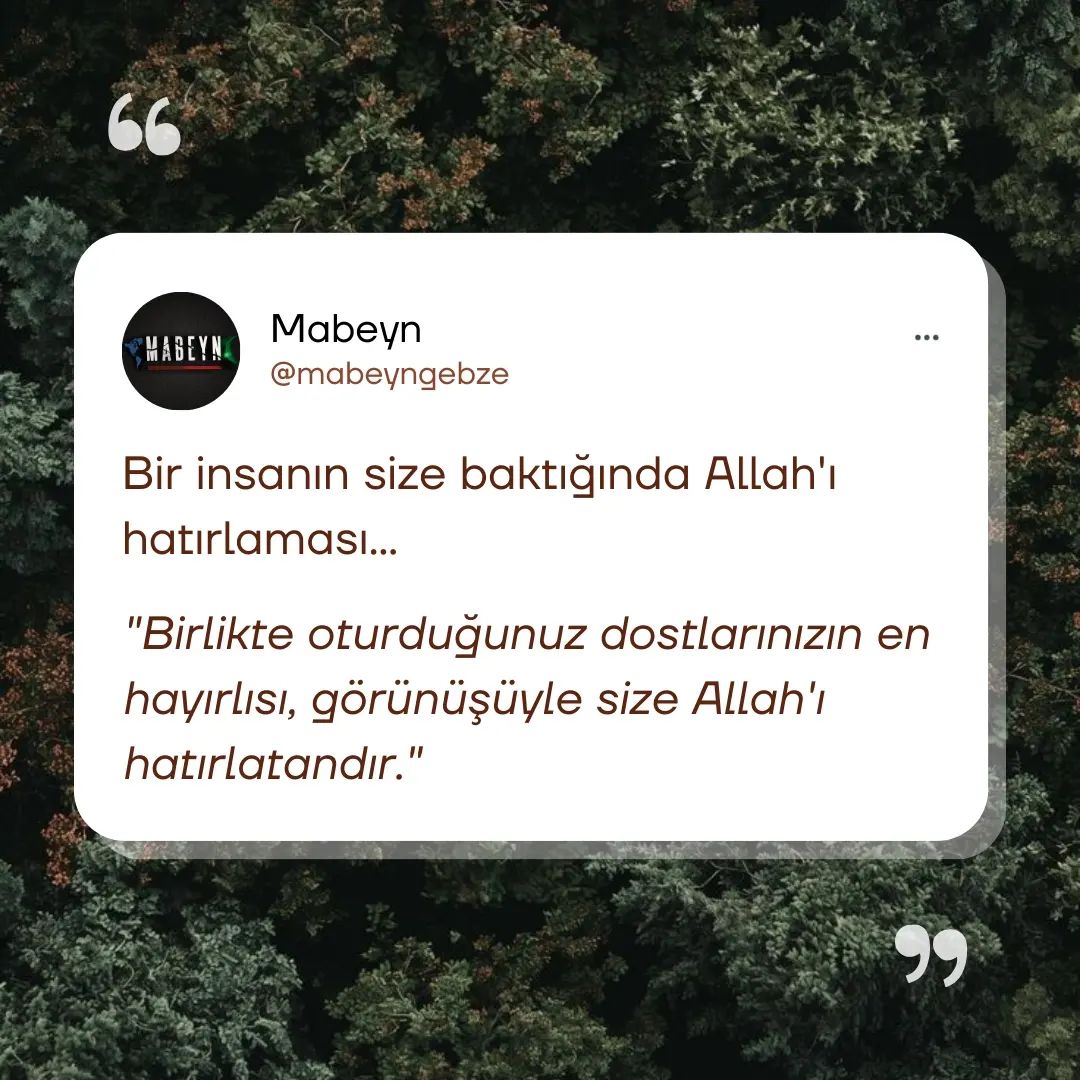 “
MABEYN
Mabeyn
@mabeyngebze
...
Bir insanın size baktığında Allah'ı
hatırlaması...
"Birlikte oturduğunuz dostlarınızın en
hayırlısı, görünüşüyle size Allah'ı
hatırlatandır."
”